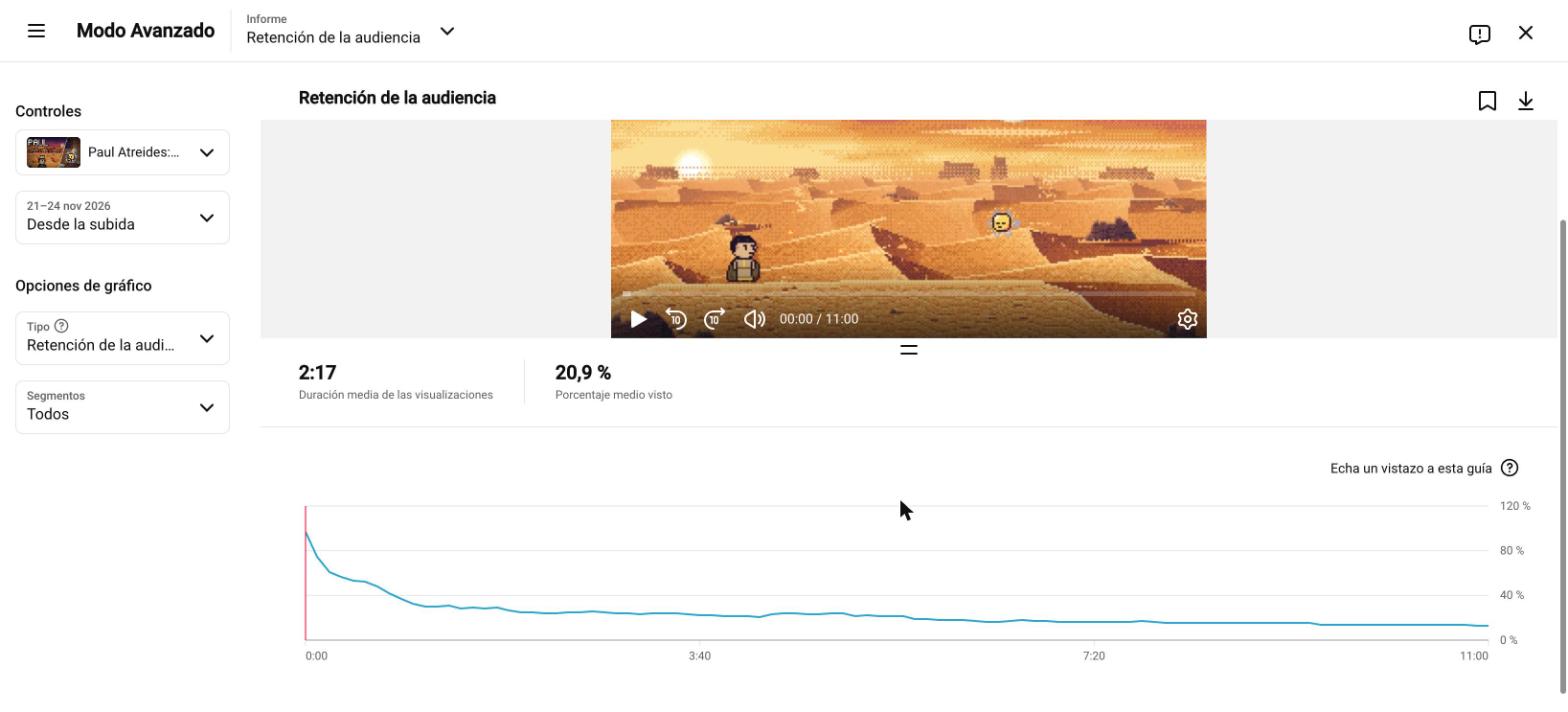 Modo Avanzado
Informe
Retención de la audiencia
Retención de la audiencia
Controles
PAUL
Paul Atreides:...
21–24 nov 2026
Desde la subida
Opciones de gráfico
Tipo
Retención de la audi...
Segmentos
Todos
10
10
00:00 / 11:00
2:17
Duración media de las visualizaciones
20,9 %
Porcentaje medio visto
Echa un vistazo a esta guía
120 %
80 %
40 %
0 %
0:00
3:40
7:20
11:00